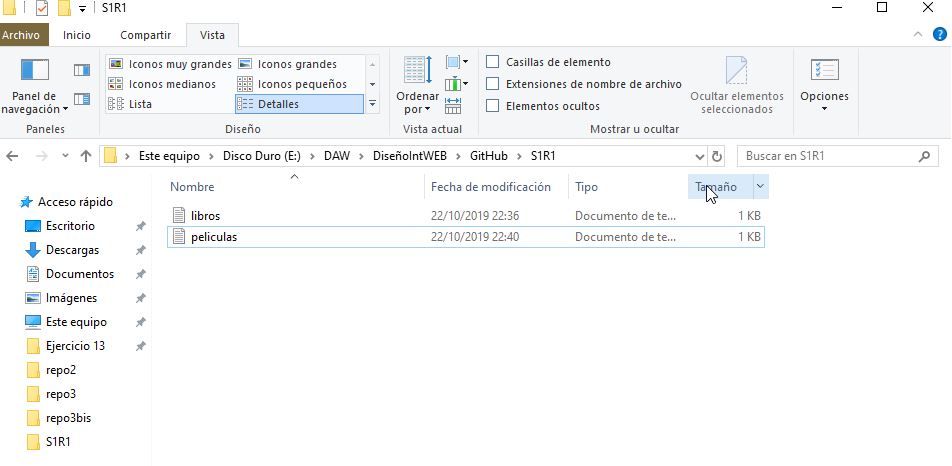 S1R1
Archivo Inicio Compartir Vista
Panel de navegación
Iconos muy grandes Iconos grandes
Iconos medianos Iconos pequeños
Lista Detalles
Ordenar por
Casillas de elemento
Extensiones de nombre de archivo
Elementos ocultos
Ocultar elementos seleccionados
Opciones
Paneles Diseño Vista actual Mostrar u ocultar
Este equipo > Disco Duro (E:) > DAW > DiseñoIntWEB > GitHub > S1R1
Buscar en S1R1
Nombre Fecha de modificación Tipo Tamaño
libros 22/10/2019 22:36 Documento de te... 1 KB
peliculas 22/10/2019 22:40 Documento de te... 1 KB
Acceso rápido
Escritorio
Descargas
Documentos
Imágenes
Este equipo
Ejercicio 13
repo2
repo3
repo3bis
S1R1